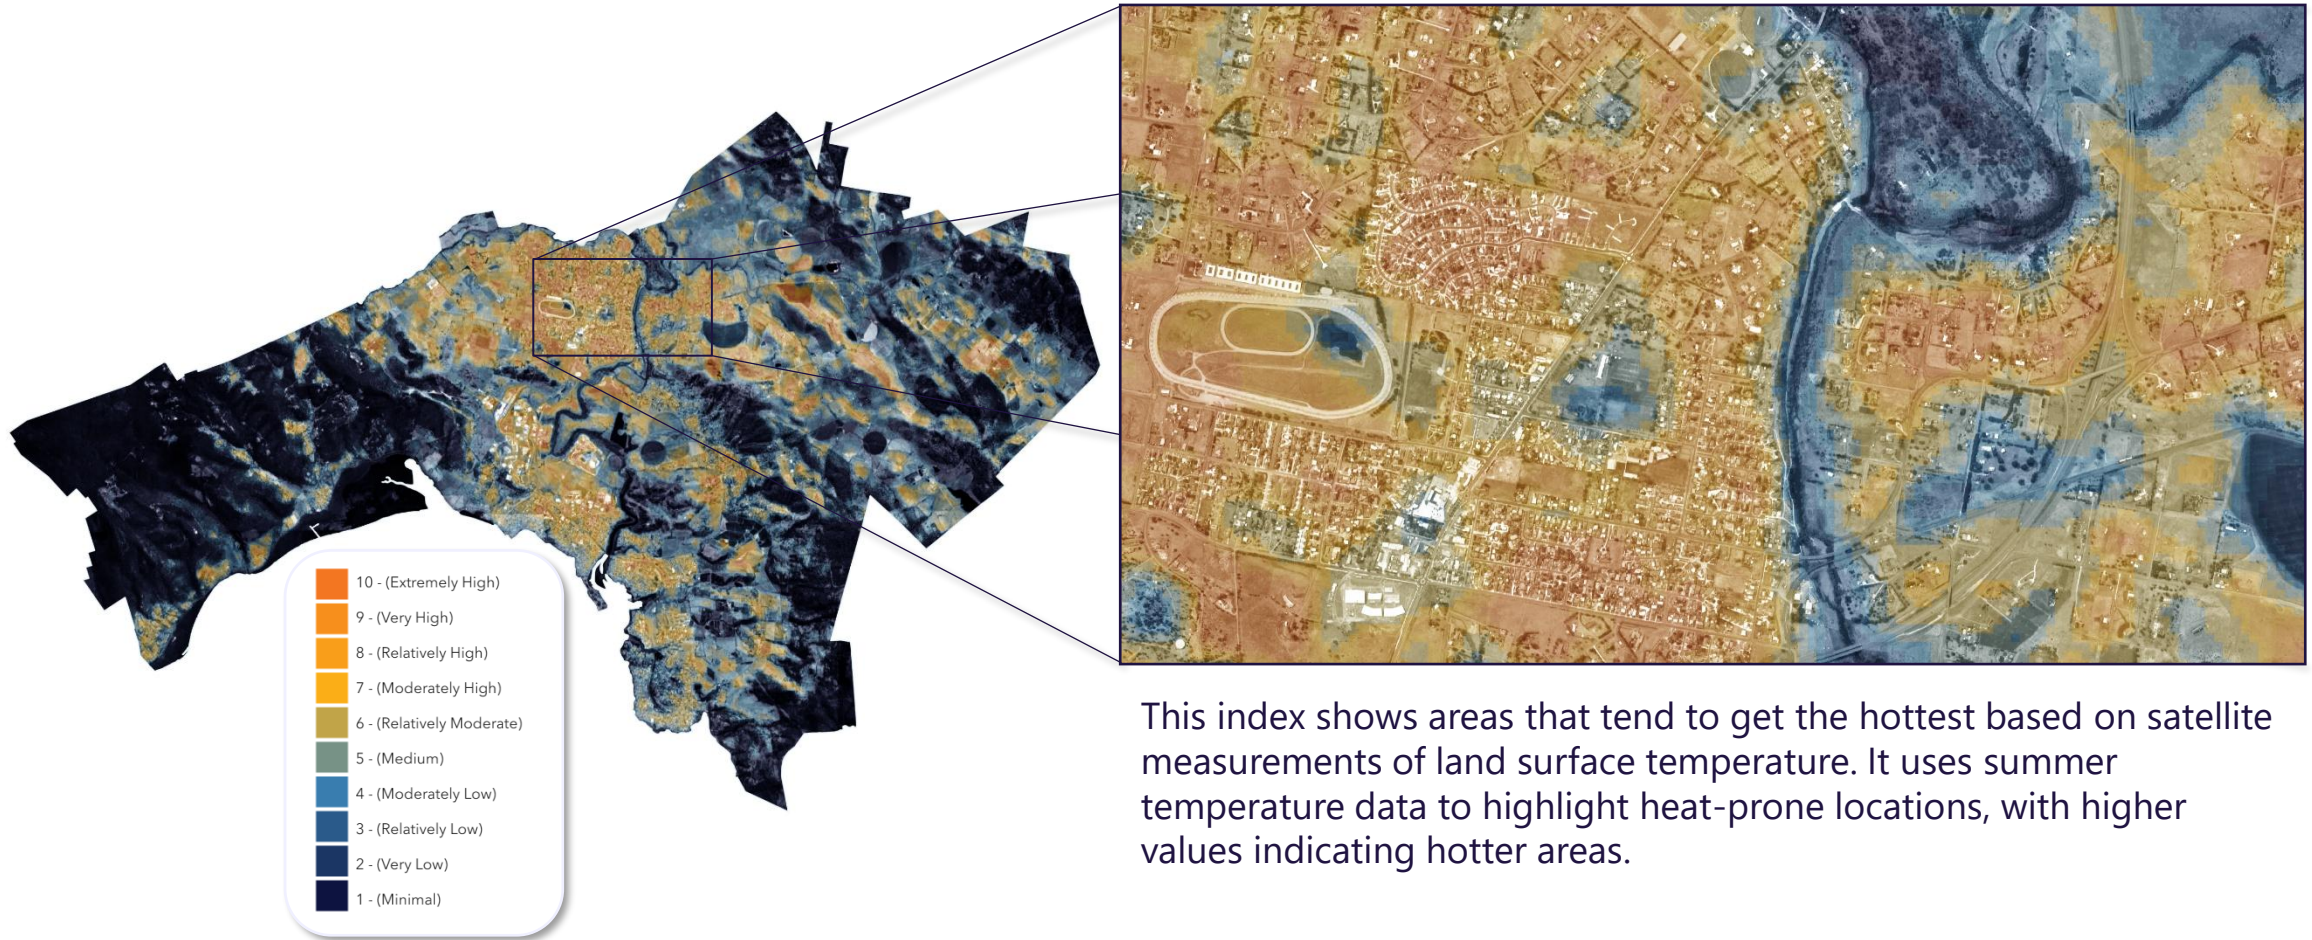 10 - (Extremely High)
9 - (Very High)
8 - (Relatively High)
7 - (Moderately High)
6 - (Relatively Moderate)
5 - (Medium)
4 - (Moderately Low)
3 - (Relatively Low)
2 - (Very Low)
1 - (Minimal)
This index shows areas that tend to get the hottest based on satellite
measurements of land surface temperature. It uses summer
temperature data to highlight heat-prone locations, with higher
values indicating hotter areas.